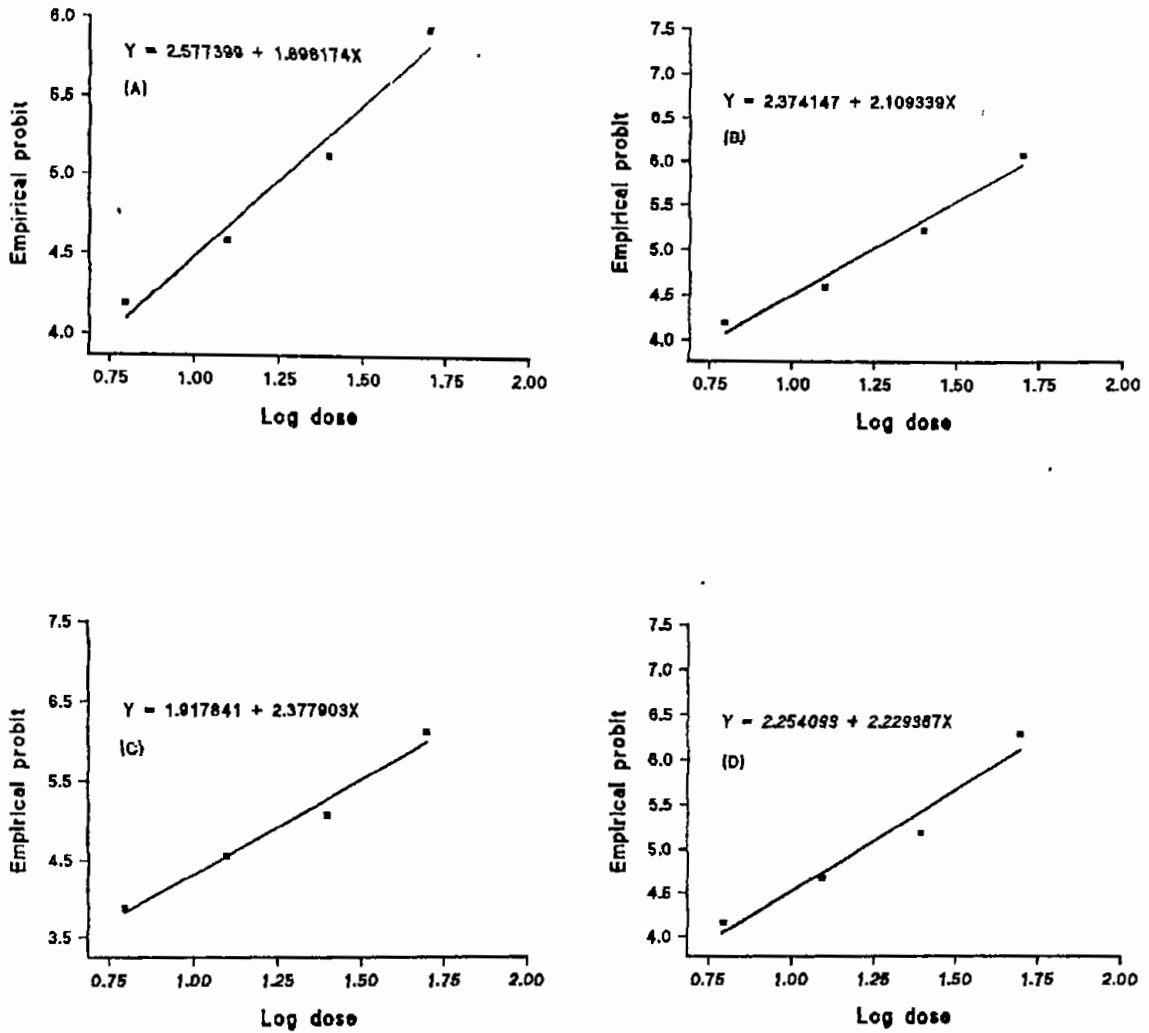 6.0
5.5
5.0
4.5
4.0
Empirical probit
Y = 2.577399 + 1.898174X
(A)
0.75 1.00 1.25 1.50 1.75 2.00
Log dose
7.5
7.0
6.5
6.0
5.5
5.0
4.5
4.0
Empirical probit
Y = 2.374147 + 2.109339X
(B)
0.75 1.00 1.25 1.50 1.75 2.00
Log dose
7.5
6.5
5.5
4.5
3.5
Empirical probit
Y = 1.917841 + 2.377903X
(C)
0.75 1.00 1.25 1.50 1.75 2.00
Log dose
7.5
7.0
6.5
6.0
5.5
5.0
4.5
4.0
Empirical probit
Y = 2.254093 + 2.229387X
(D)
0.75 1.00 1.25 1.50 1.75 2.00
Log dose